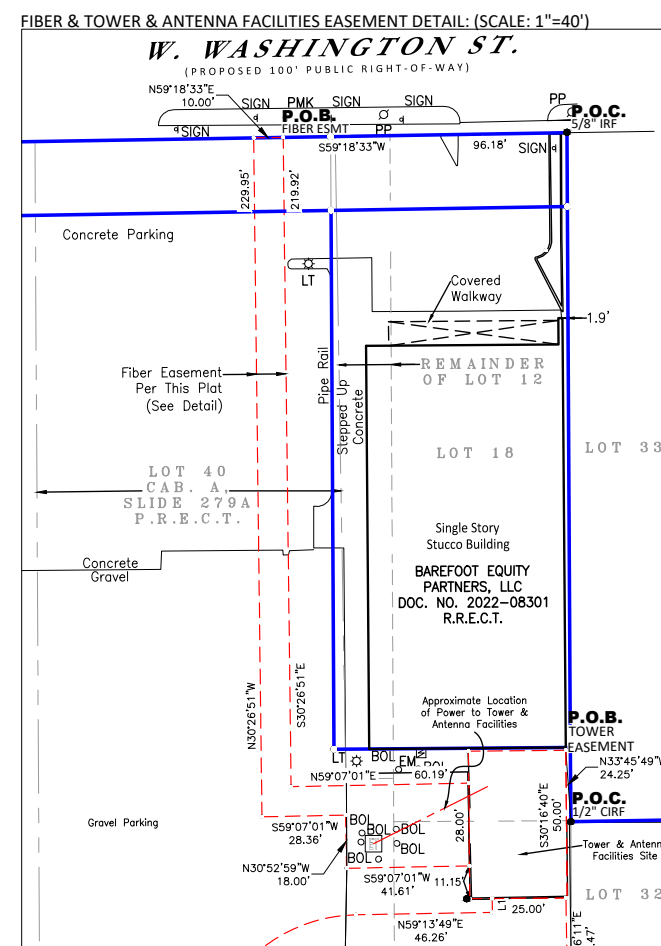 FIBER & TOWER & ANTENNA FACILITIES EASEMENT DETAIL: (SCALE: 1"=40')
W. WASHINGTON ST.
(PROPOSED 100' PUBLIC RIGHT-OF-WAY)
N59°18'33"E
10.00'
SIGN
PMK
SIGN
SIGN
PP
P.O.B.
FIBER ESMT
PP
SIGN
P.O.C.
5/8" IRF
S59°18'33"W
96.18'
SIGN
229.95'
219.92'
Concrete Parking
LT
Covered
Walkway
1.9'
Fiber Easement
Per This Plat
(See Detail)
Pipe Rail
Stepped Up
Concrete
REMAINDER
OF LOT 12
LOT 18
LOT 33
LOT 40
CAB. A,
SLIDE 279A
P.R.E.C.T.
Single Story
Stucco Building
Concrete
Gravel
BAREFOOT EQUITY
PARTNERS, LLC
DOC. NO. 2022-08301
R.R.E.C.T.
N30°26'51"W
S30°26'51"E
Approximate Location
of Power to Tower &
Antenna Facilities
P.O.B.
TOWER
EASEMENT
LT
BOL
EM
BOL
N59°07'01"E
60.19'
N33°45'49"W
24.25'
P.O.C.
1/2" CIRF
Gravel Parking
S59°07'01"W
28.36'
BOL
BOL
BOL
BOL
BOL
28.00'
S30°16'40"E
50.00'
Tower & Antenn
Facilities Site
N30°52'59"W
18.00'
S59°07'01"W
41.61'
11.15'
LT
25.00'
LOT 32
N59°13'49"E
46.26'
6'11"E
.47'